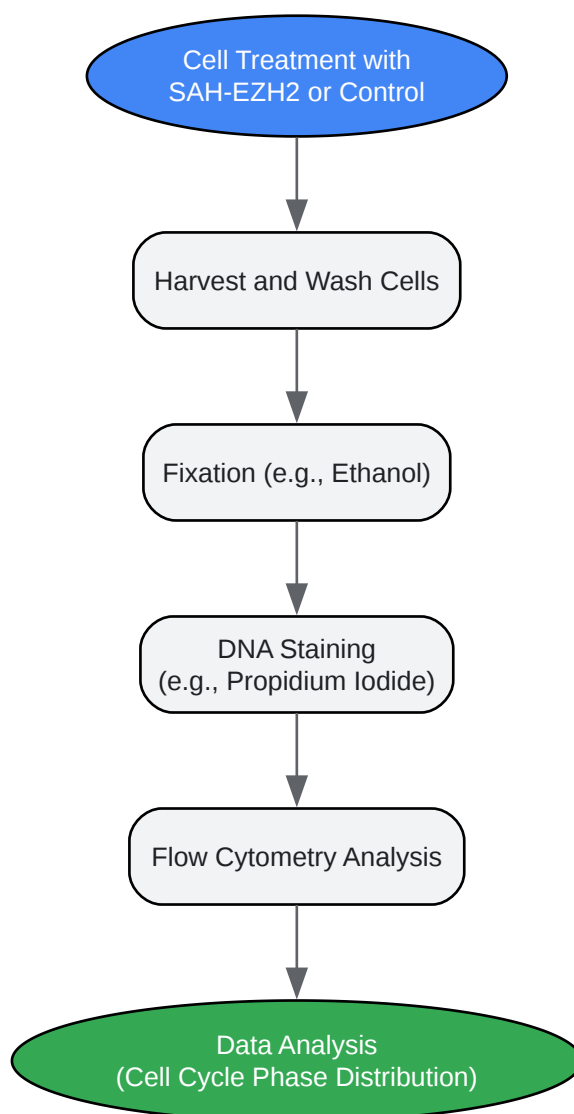 Cell Treatment with
SAH-EZH2 or Control
Harvest and Wash Cells
Fixation (e.g., Ethanol)
DNA Staining
(e.g., Propidium Iodide)
Flow Cytometry Analysis
Data Analysis
(Cell Cycle Phase Distribution)